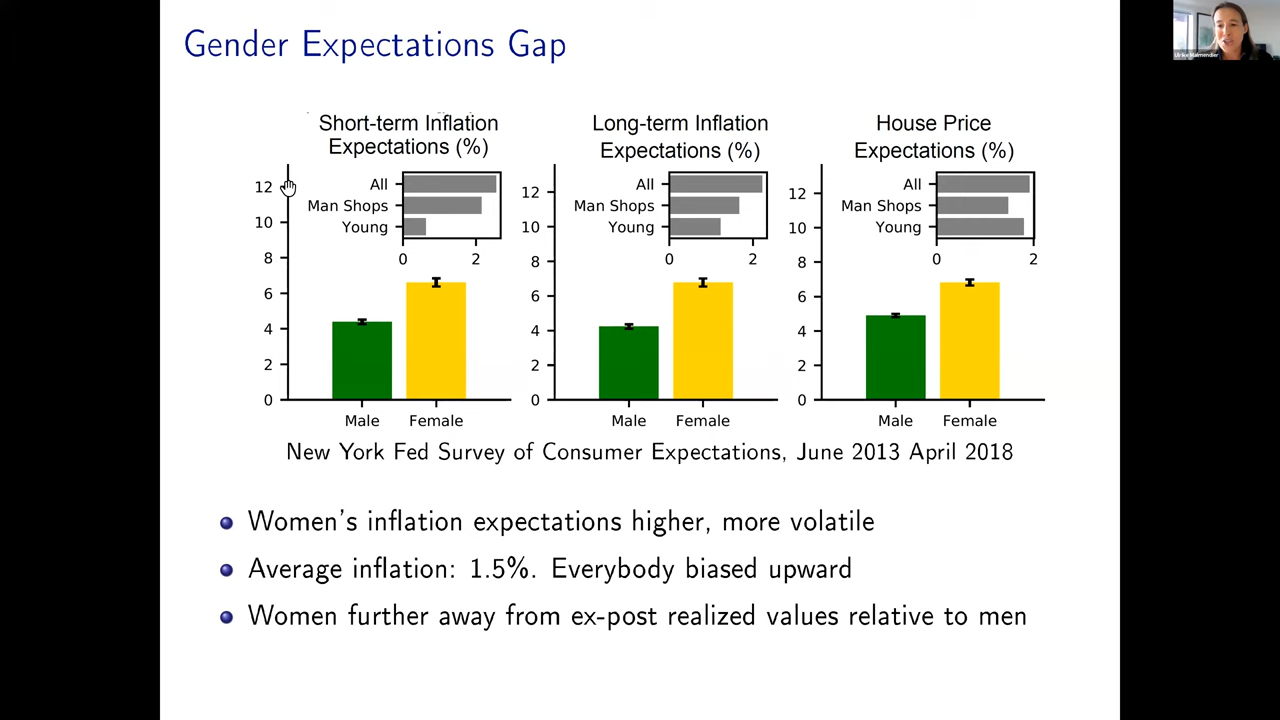 Gender Expectations Gap
Ulrike Malmendier
Short-term Inflation
Expectations (%)
12
10
8
6
4
2
0
All
Man Shops
Young
0 2
Male Female
Long-term Inflation
Expectations (%)
12
10
8
6
4
2
0
All
Man Shops
Young
0 2
Male Female
House Price
Expectations (%)
12
10
8
6
4
2
0
All
Man Shops
Young
0 2
Male Female
New York Fed Survey of Consumer Expectations, June 2013 April 2018
Women's inflation expectations higher, more volatile
Average inflation: 1.5%. Everybody biased upward
Women further away from ex-post realized values relative to men